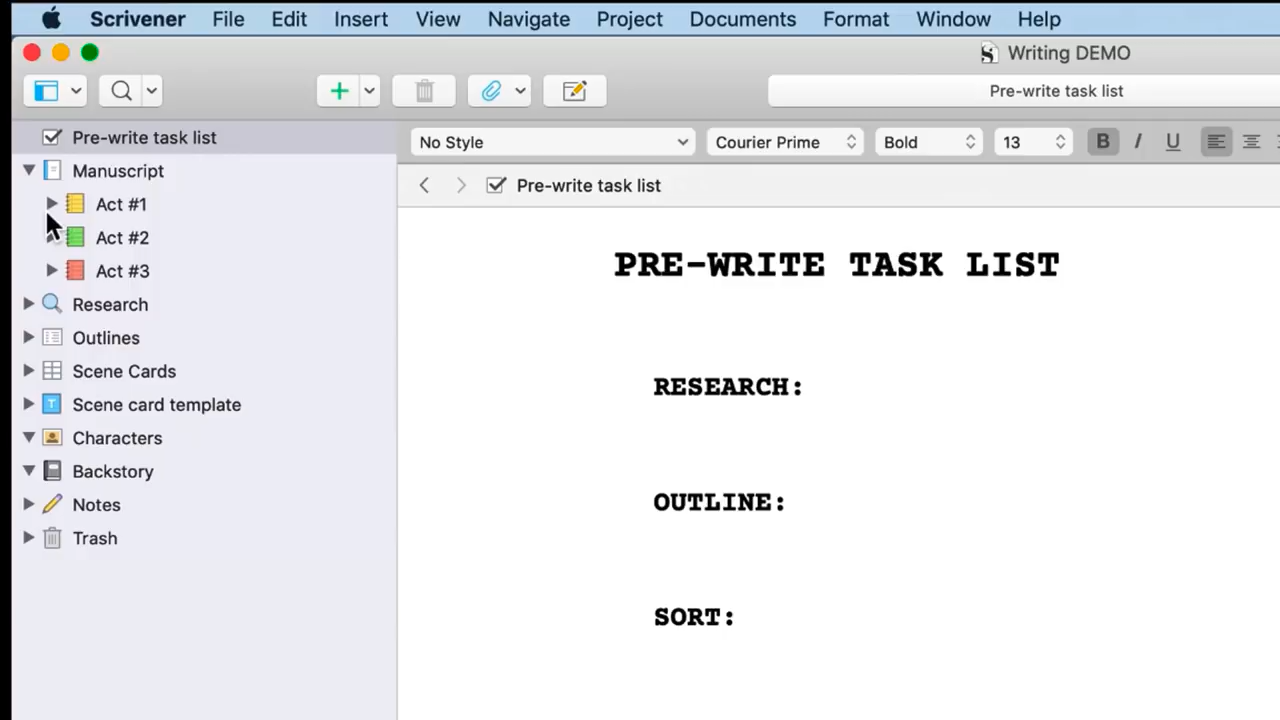 Scrivener File Edit Insert View Navigate Project Documents Format Window Help
Writing DEMO
Pre-write task list
Pre-write task list
Manuscript
Act #1
Act #2
Act #3
Research
Outlines
Scene Cards
Scene card template
Characters
Backstory
Notes
Trash
No Style Courier Prime Bold 13 B I U
Pre-write task list
PRE-WRITE TASK LIST
RESEARCH:
OUTLINE:
SORT: